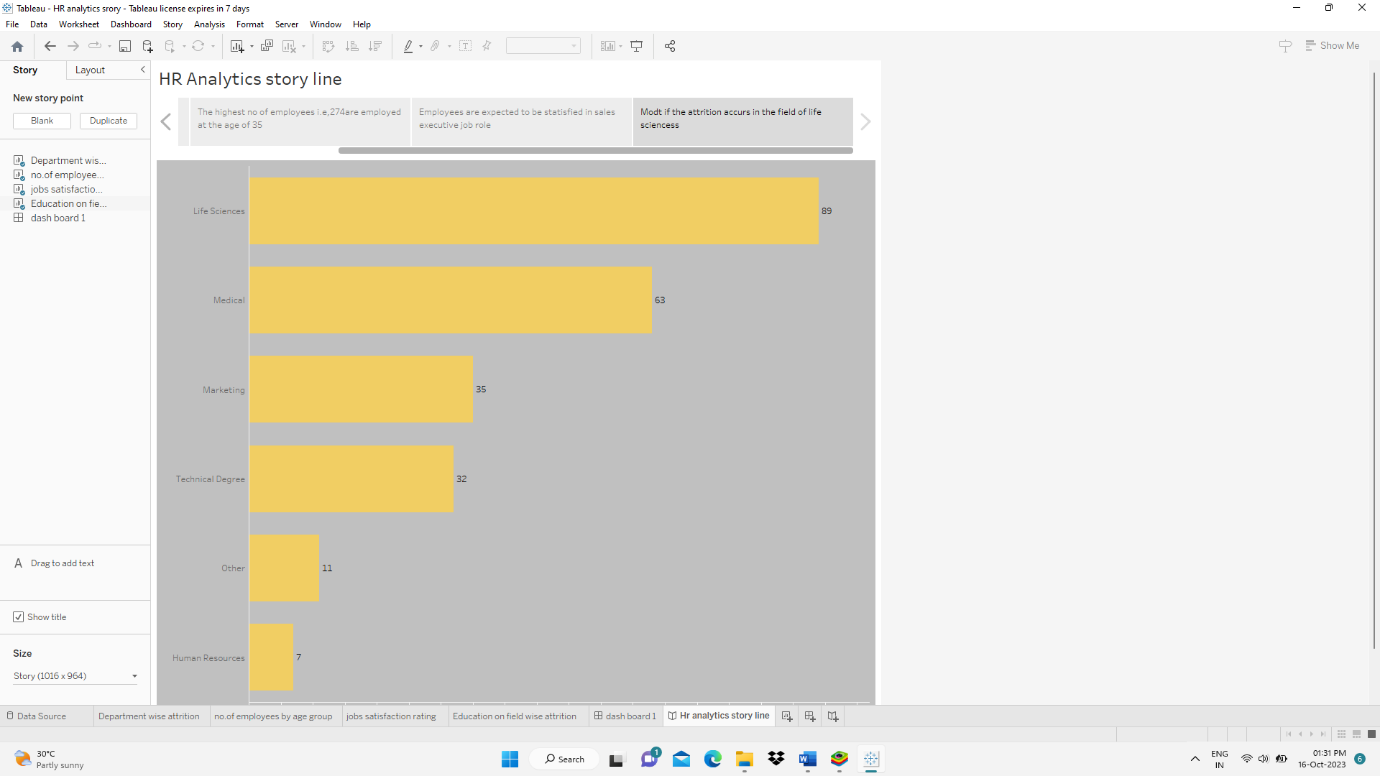 Tableau - HR analytics srory - Tableau license expires in 7 days
File Data Worksheet Dashboard Story Analysis Format Server Window Help
Show Me
Story Layout
New story point
Blank Duplicate
Department wis...
no.of employee...
jobs satisfactio...
Education on fie...
dash board 1
A Drag to add text
Show title
Size
Story (1016 x 964)
HR Analytics story line
The highest no of employees i.e,274are employed
at the age of 35
Employees are expected to be statisfied in sales
executive job role
Modt if the attrition accurs in the field of life
sciencess
Life Sciences 89
Medical 63
Marketing 35
Technical Degree 32
Other 11
Human Resources 7
Data Source Department wise attrition no.of employees by age group jobs satisfaction rating Education on field wise attrition dash board 1 Hr analytics story line
30°C
Partly sunny
Search
1
ENG
IN
01:31 PM
16-Oct-2023
6